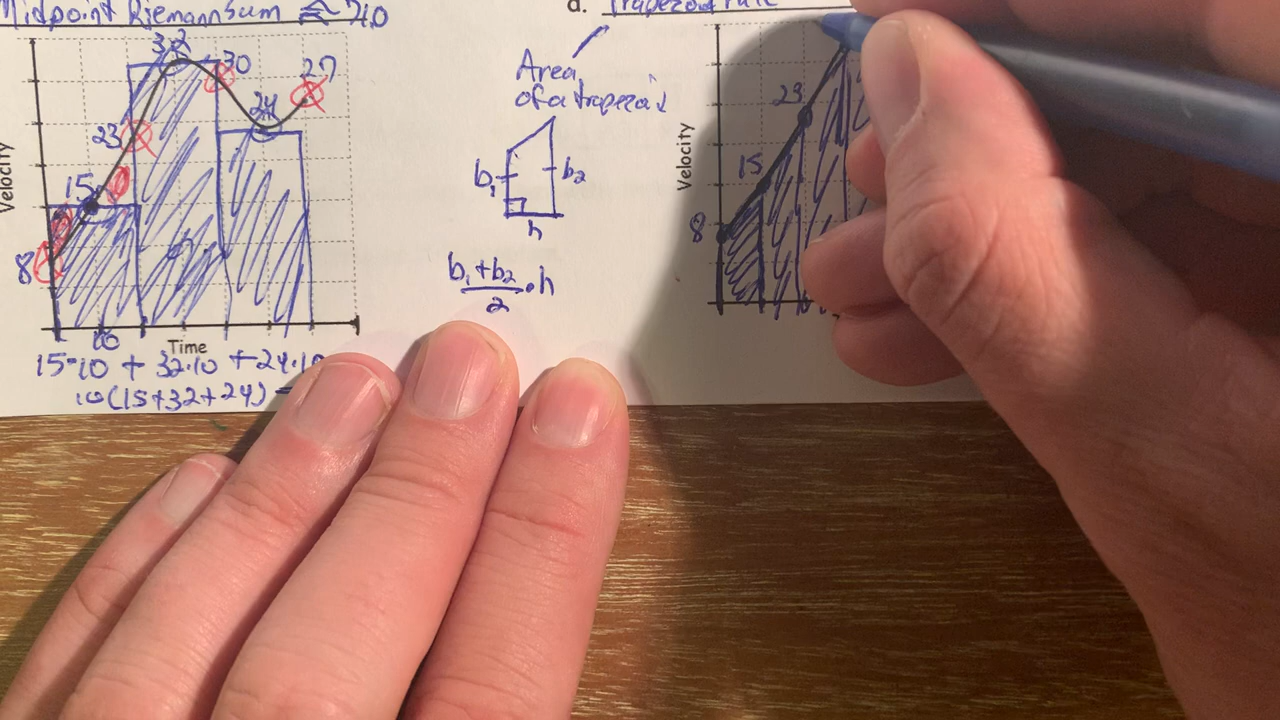 Midpoint Riemann Sum ≈ 710
Velocity
8
15
23
32
30
24
27
10
Time
15·10 + 32·10 + 24·10
10(15+32+24) =
Area
of a trapezoid
b₁
b₂
h
b₁+b₂/2 · h
d. Trapezoid rule
Velocity
8
15
23